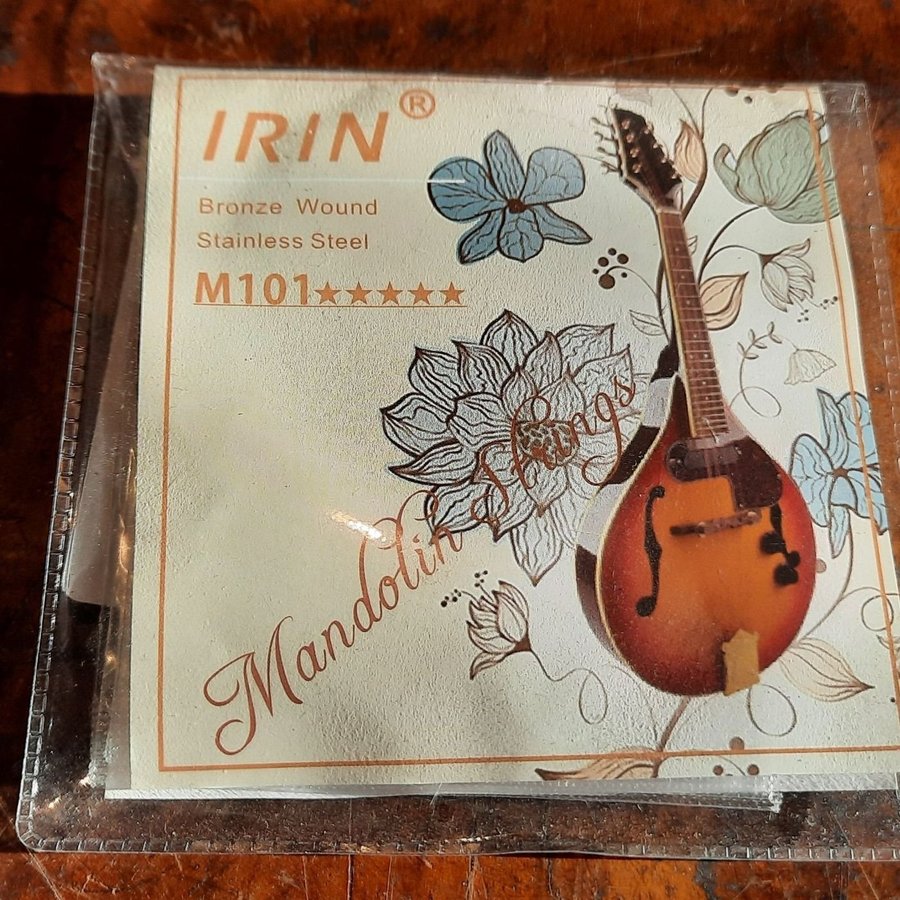 IRIN®
Bronze Wound
Stainless Steel
M101★★★★★
Mandolin Strings